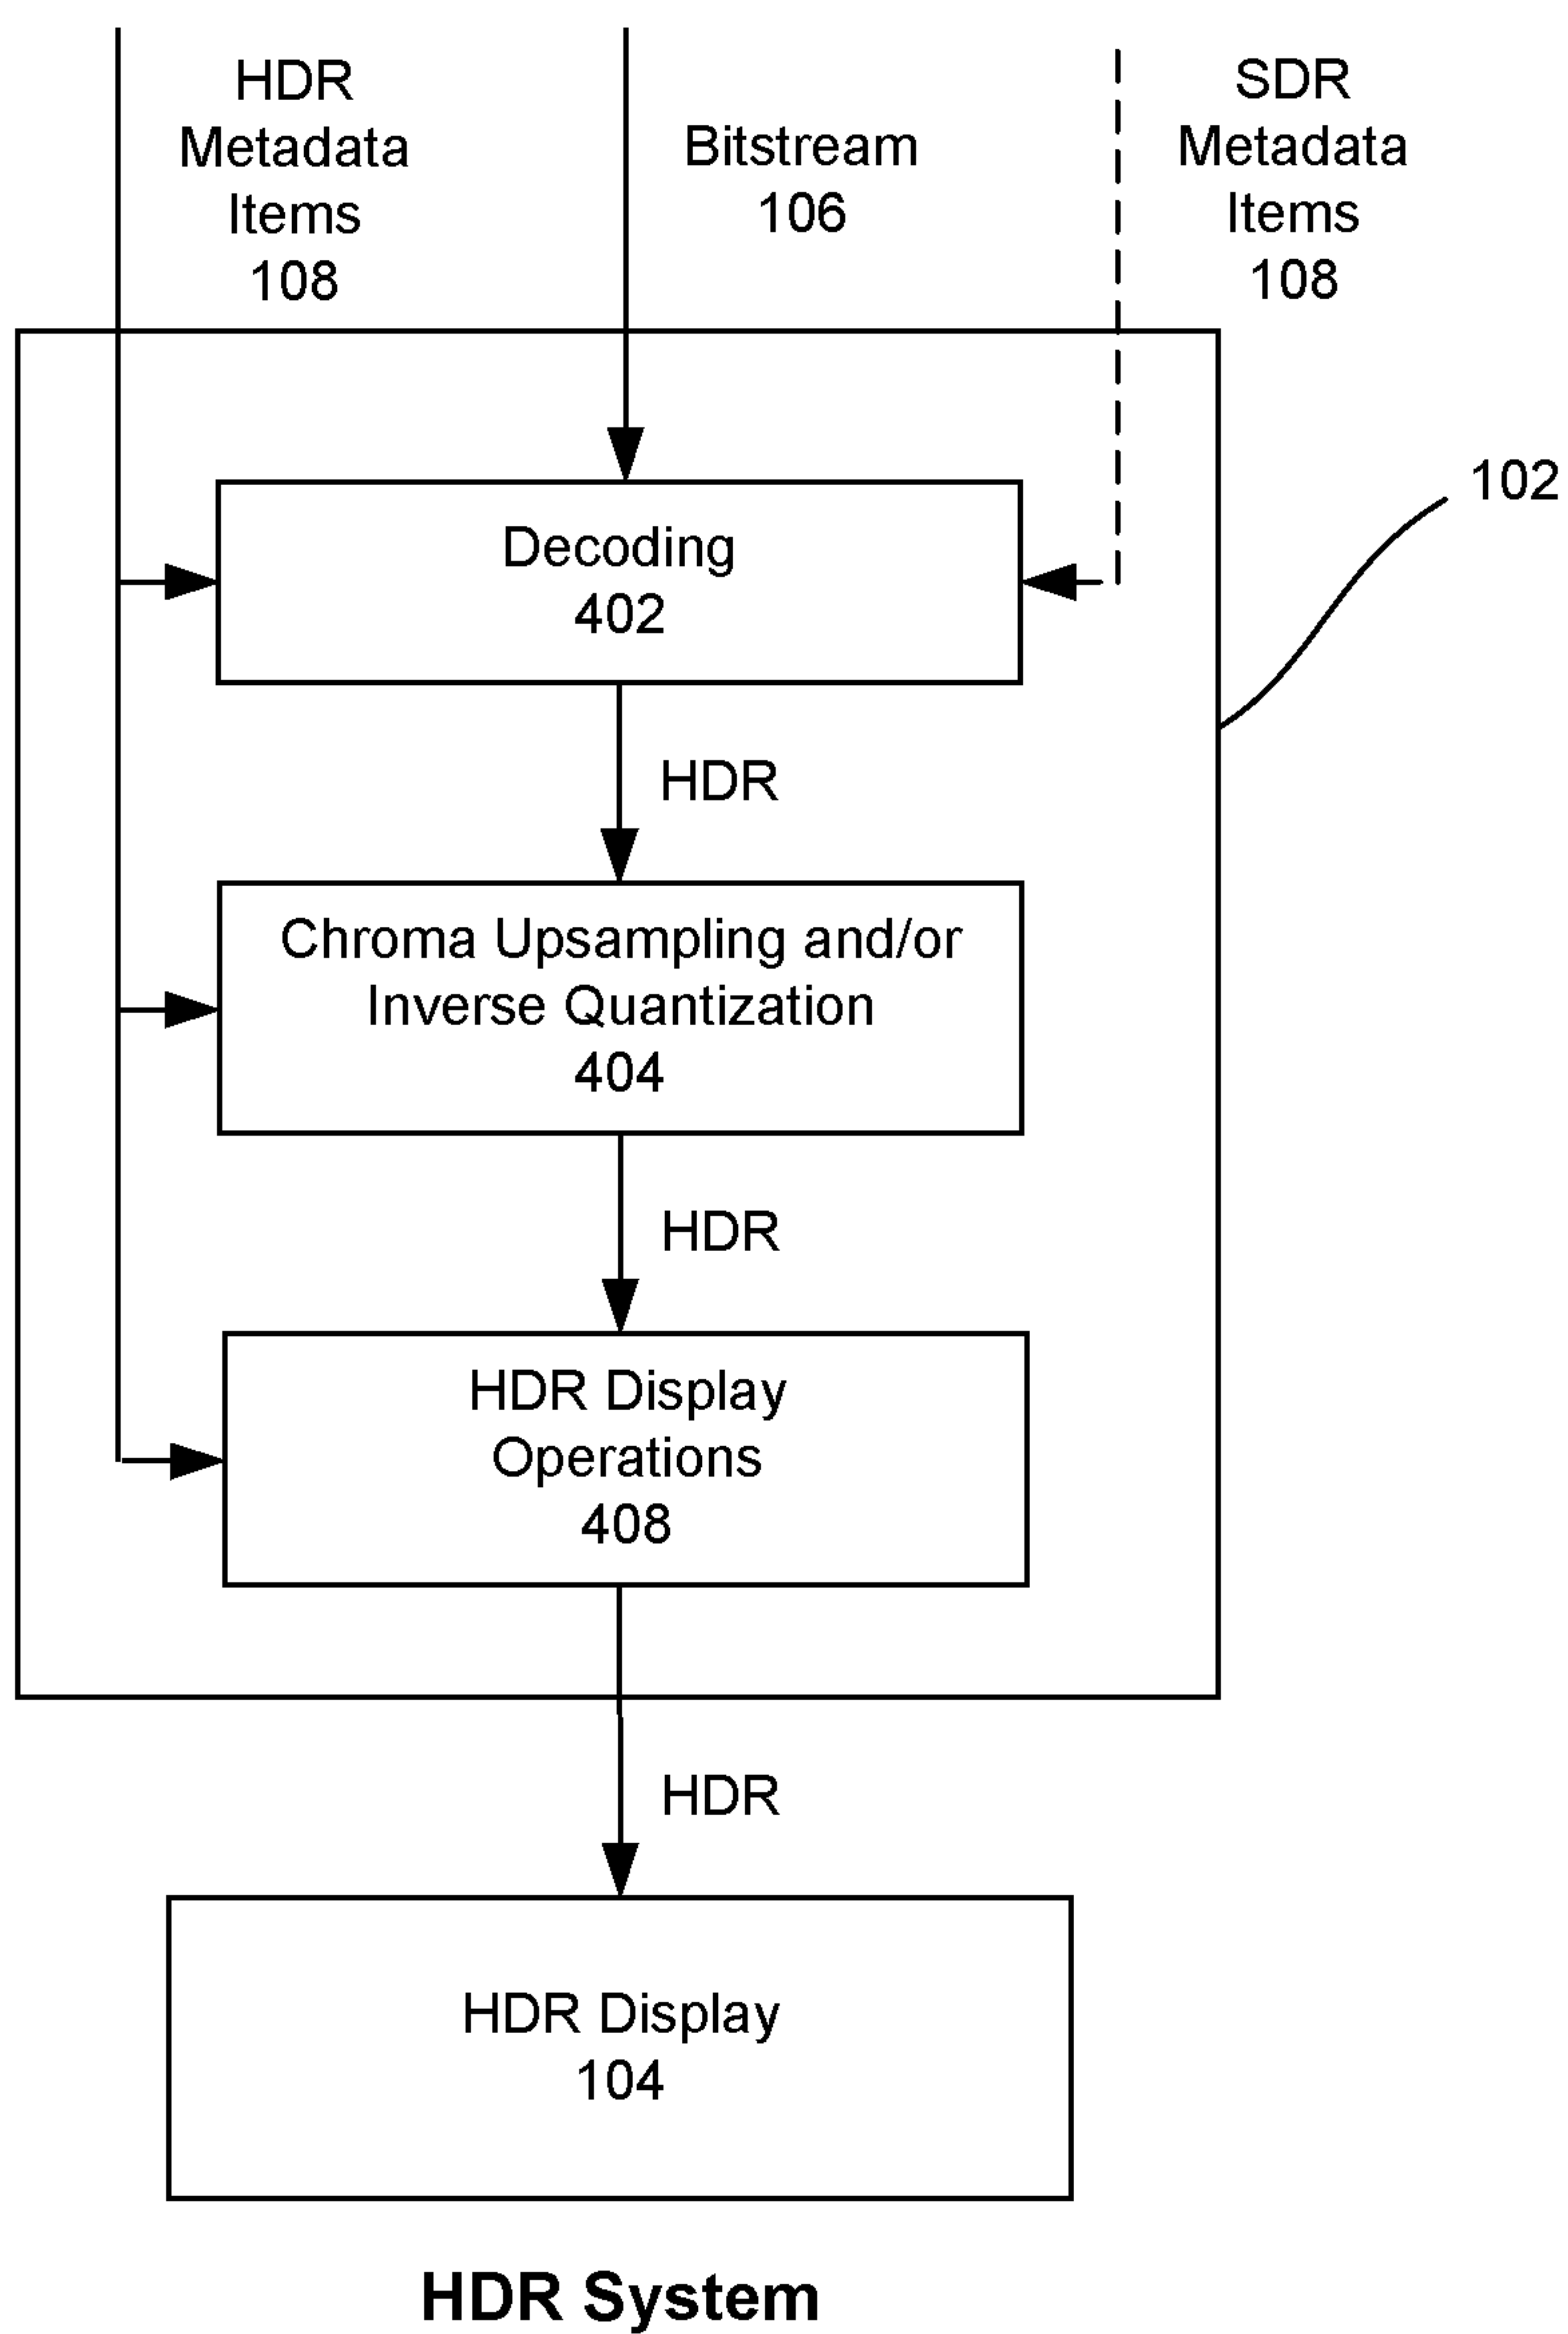 HDR
Metadata
Items
108
Bitstream
106
SDR
Metadata
Items
108
102
Decoding
402
HDR
Chroma Upsampling and/or
Inverse Quantization
404
HDR
HDR Display
Operations
408
HDR
HDR Display
104
HDR System